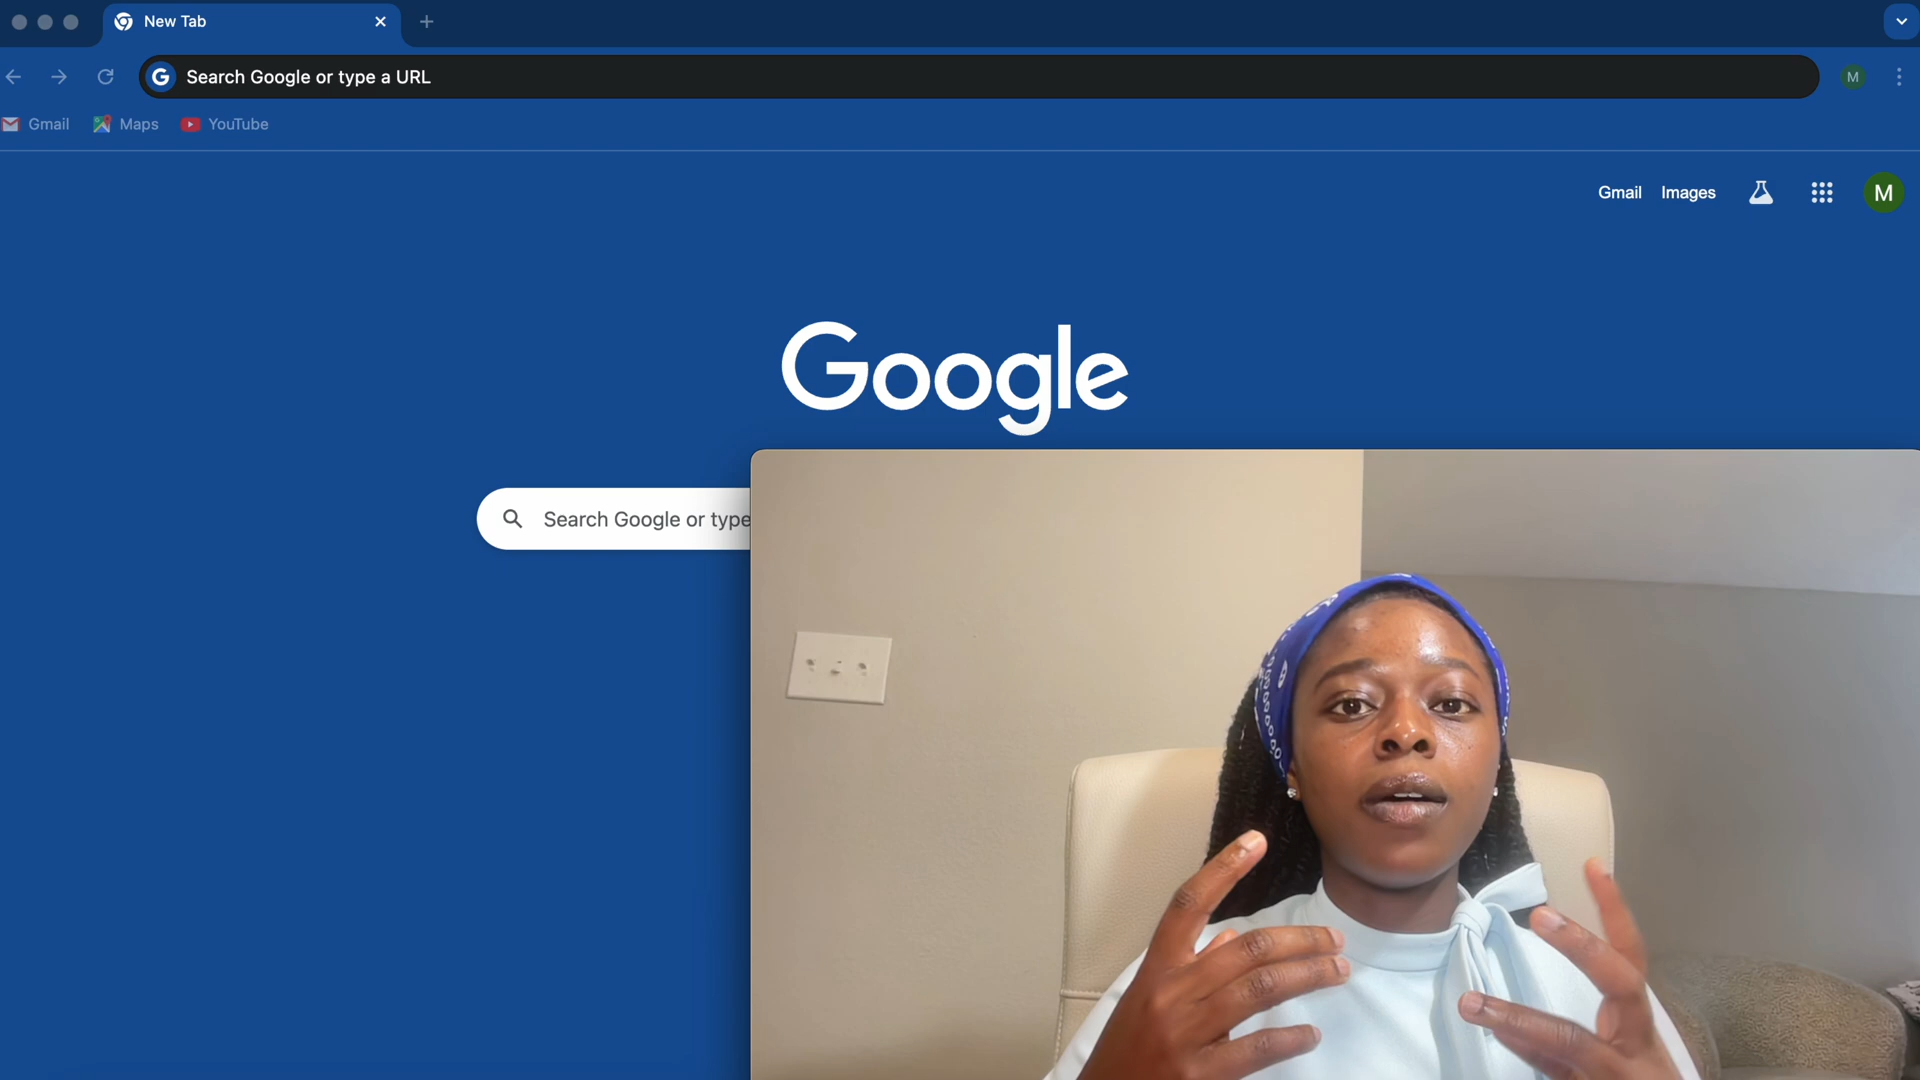 New Tab
Search Google or type a URL
M
Gmail
Maps
YouTube
Gmail
Images
M
Google
Search Google or type